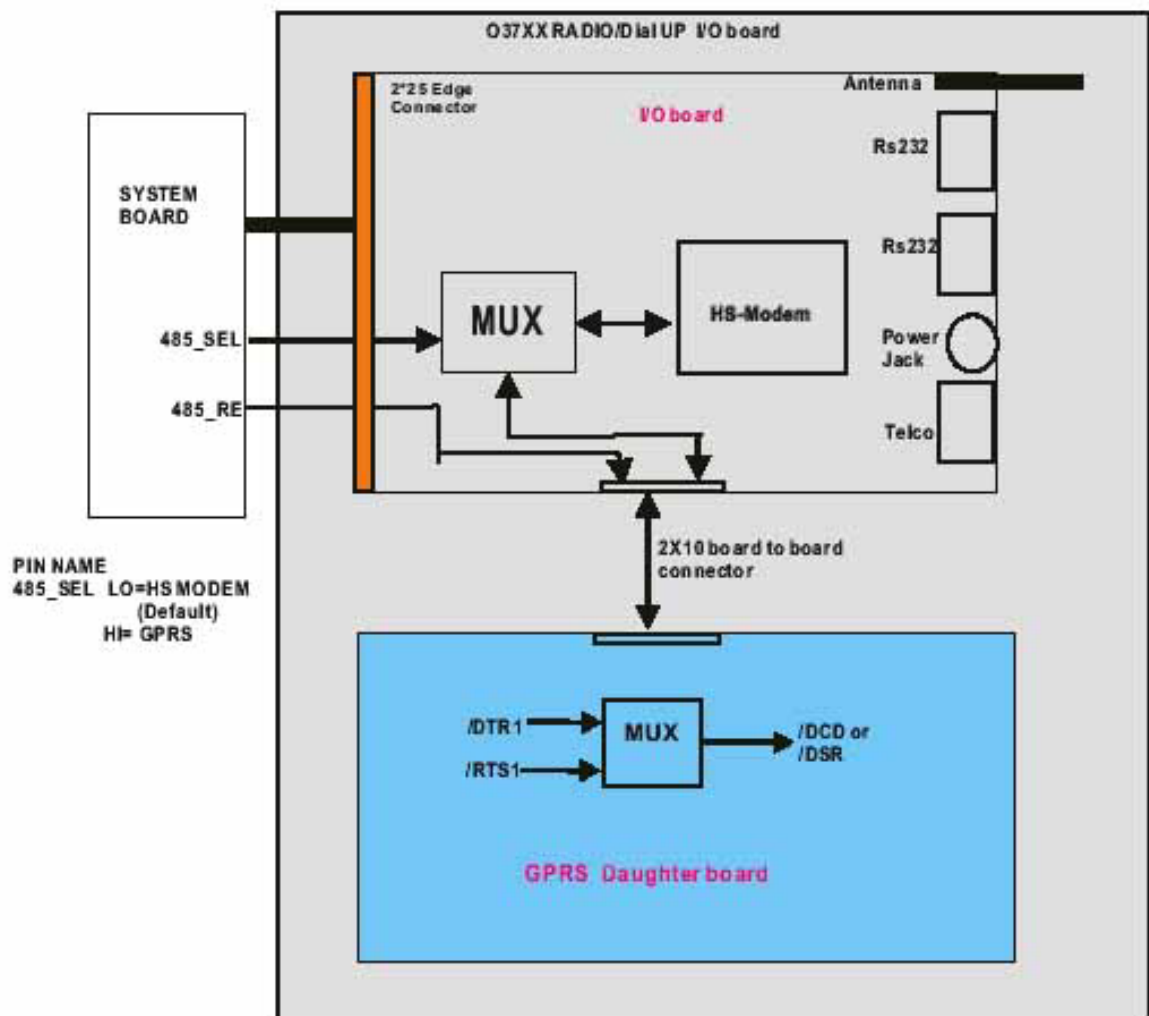 O37XX RADIO/Dial UP I/O board
2*25 Edge
Connector
I/O board
Antenna
Rs232
SYSTEM
BOARD
Rs232
MUX
HS-Modem
485_SEL
Power
Jack
485_RE
Telco
2X10 board to board
connector
PIN NAME
485_SEL LO=HS MODEM
(Default)
HI= GPRS
/DTR1
MUX
/DCD or
/DSR
/RTS1
GPRS Daughter board